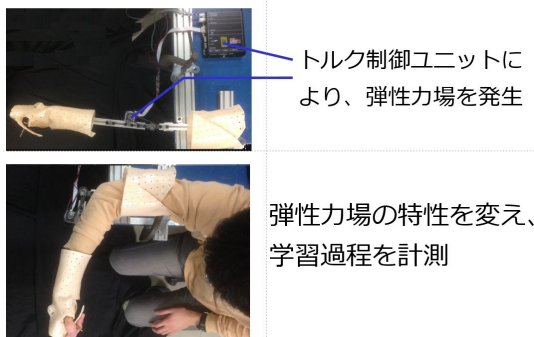 トルク制御ユニットに
より、弾性力場を発生
弾性力場の特性を変え、
学習過程を計測